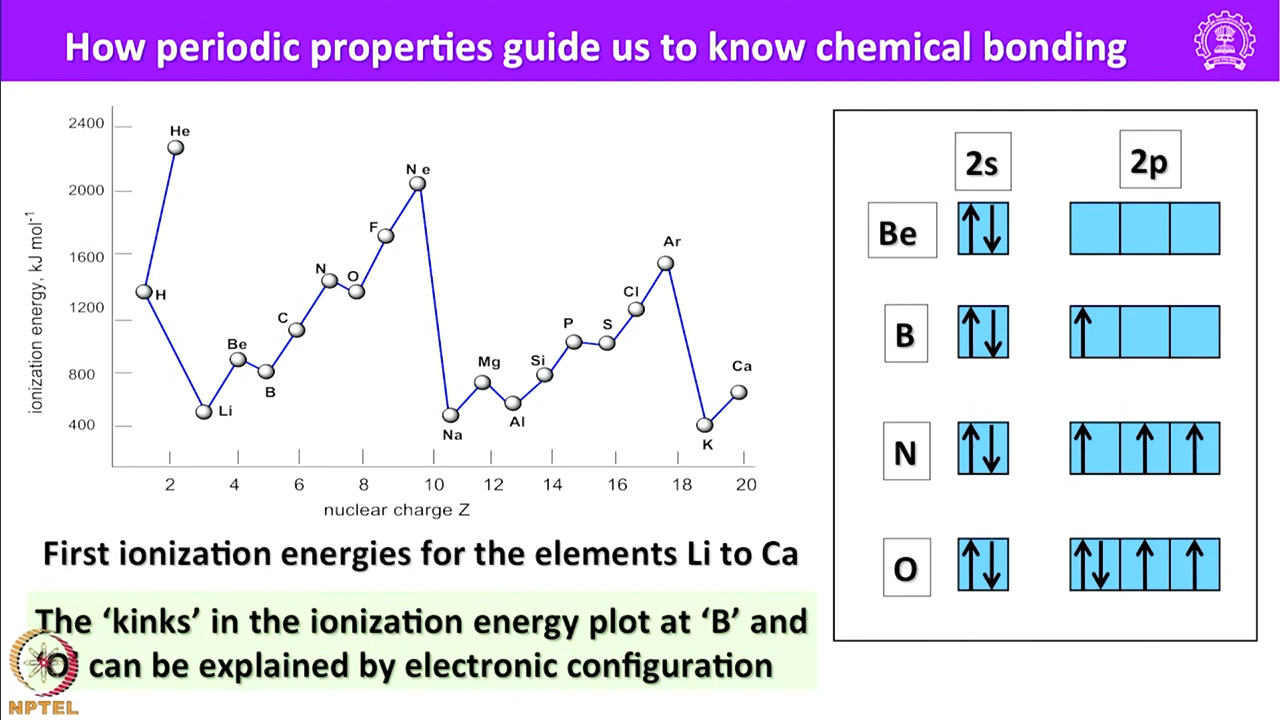 How periodic properties guide us to know chemical bonding
ionization energy, kJ mol⁻¹
2400
2000
1600
1200
800
400
He
H
Li
Be
B
C
N
O
F
N e
Na
Mg
Al
Si
P
S
Cl
Ar
K
Ca
2 4 6 8 10 12 14 16 18 20
nuclear charge Z
First ionization energies for the elements Li to Ca
The ‘kinks’ in the ionization energy plot at ‘B’ and
‘O’ can be explained by electronic configuration
2s 2p
Be
B
N
O
NPTEL